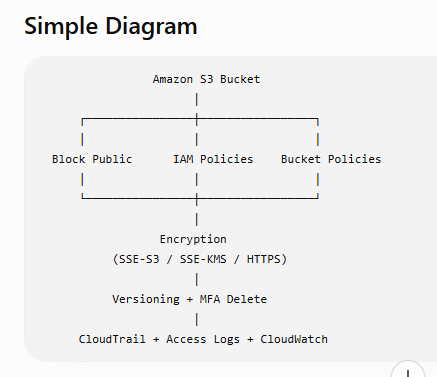 Simple Diagram
Amazon S3 Bucket
Block Public IAM Policies Bucket Policies
Encryption
(SSE-S3 / SSE-KMS / HTTPS)
Versioning + MFA Delete
CloudTrail + Access Logs + CloudWatch